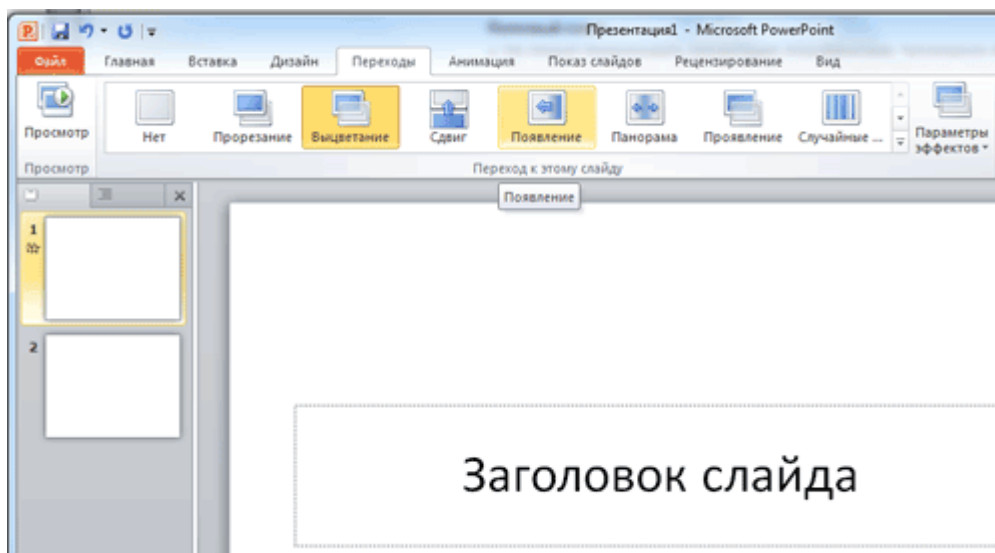 Презентация1 - Microsoft PowerPoint
Файл Главная Вставка Дизайн Переходы Анимация Показ слайдов Рецензирование Вид
Просмотр Нет Прорезание Выцветание Сдвиг Появление Панорама Проявление Случайные ... Параметры эффектов
Просмотр Переход к этому слайду
Появление
1
2
Заголовок слайда